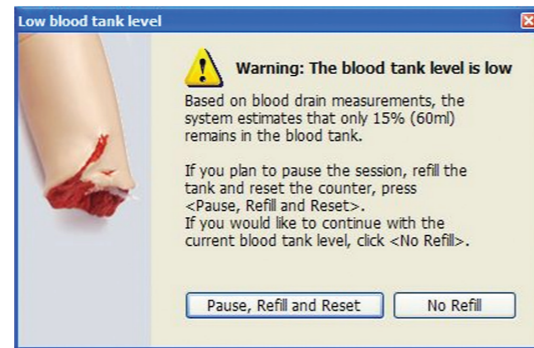 Low blood tank level
Warning: The blood tank level is low
Based on blood drain measurements, the
system estimates that only 15% (60ml)
remains in the blood tank.
If you plan to pause the session, refill the
tank and reset the counter, press
<Pause, Refill and Reset>.
If you would like to continue with the
current blood tank level, click <No Refill>.
Pause, Refill and Reset
No Refill